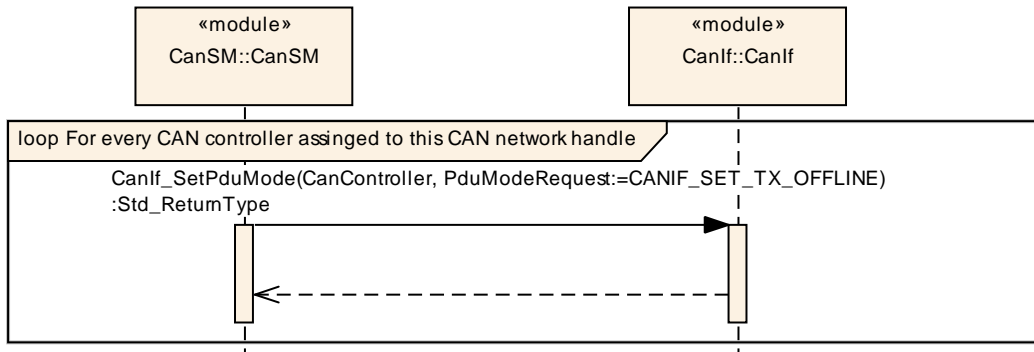 «module»
CanSM::CanSM
«module»
CanIf::CanIf
loop For every CAN controller assinged to this CAN network handle
CanIf_SetPduMode(CanController, PduModeRequest:=CANIF_SET_TX_OFFLINE)
:Std_ReturnType